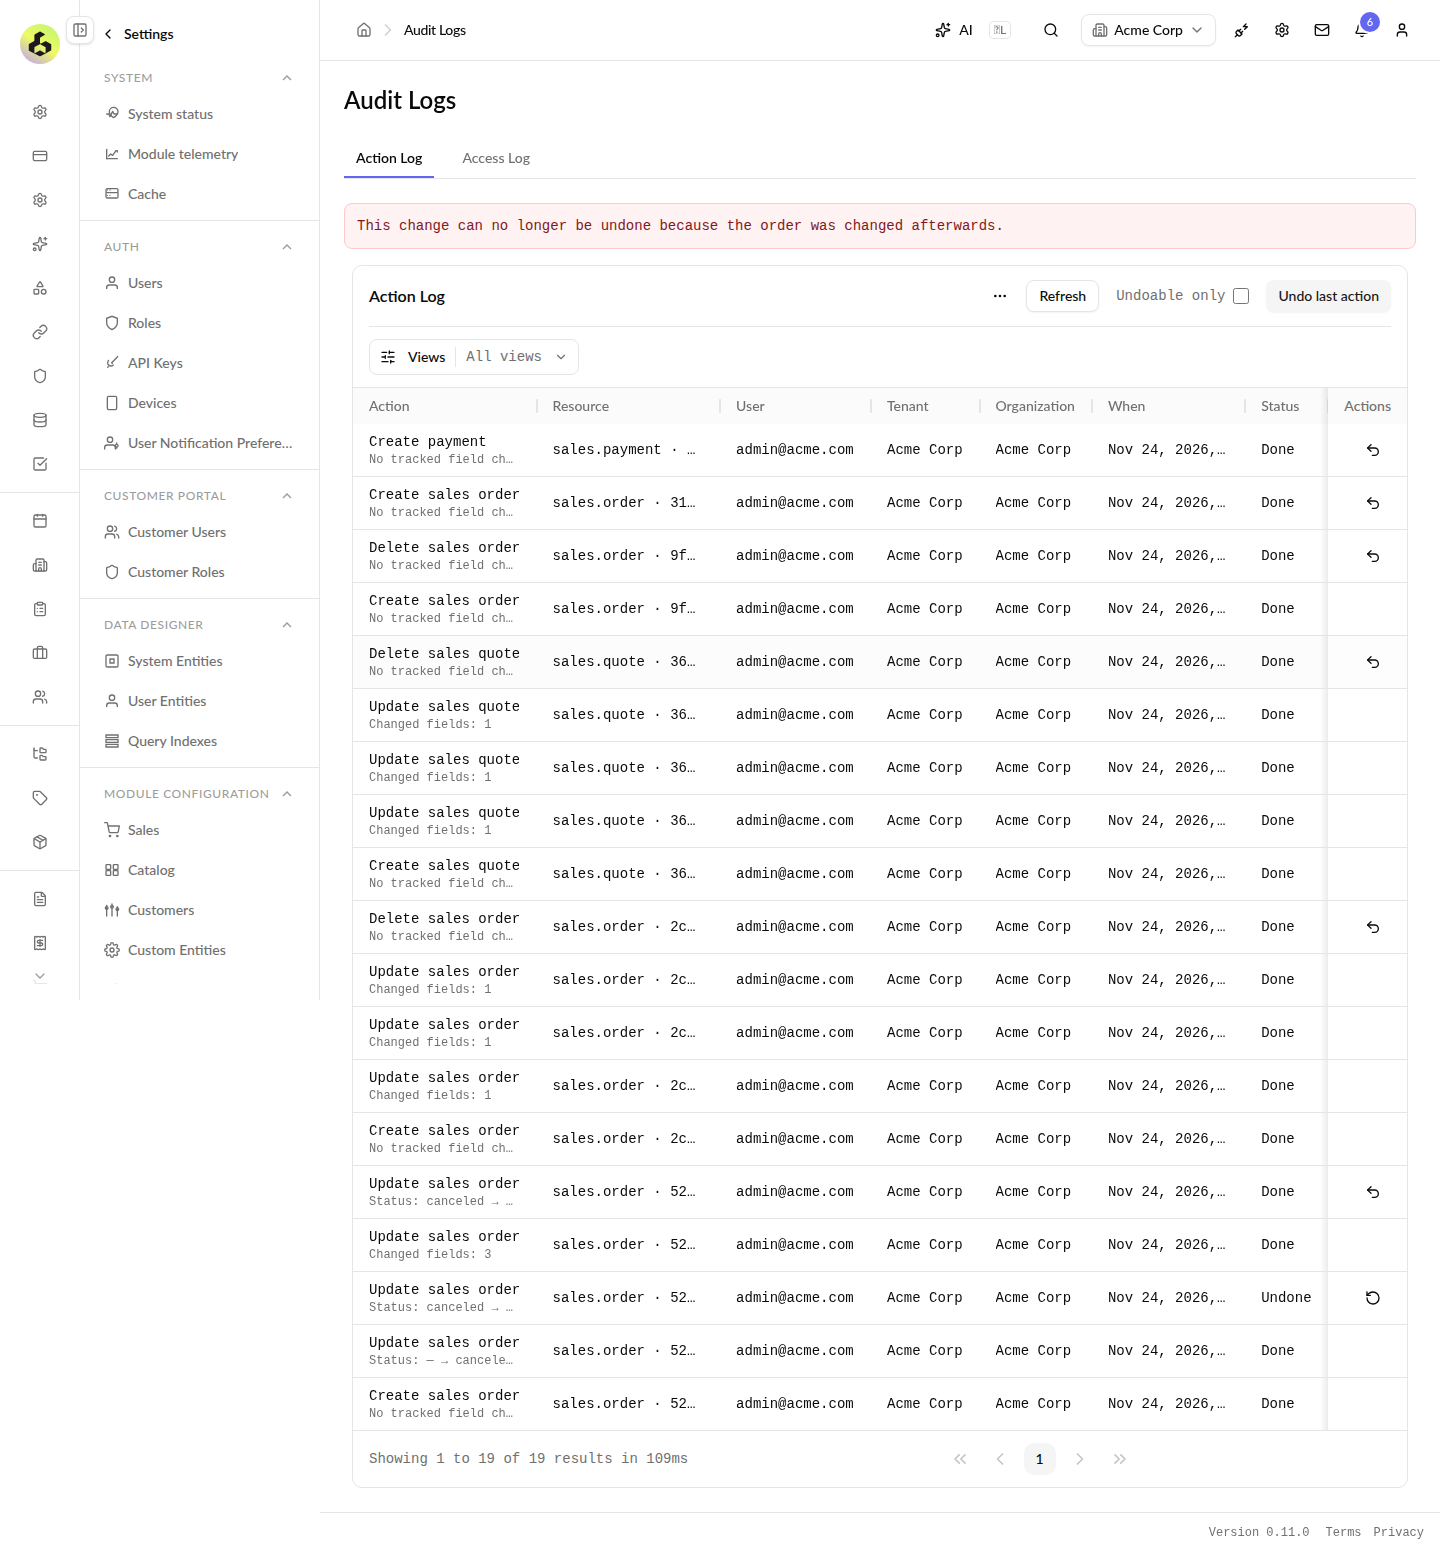 Settings
SYSTEM
System status
Module telemetry
Cache
AUTH
Users
Roles
API Keys
Devices
User Notification Prefere...
CUSTOMER PORTAL
Customer Users
Customer Roles
DATA DESIGNER
System Entities
User Entities
Query Indexes
MODULE CONFIGURATION
Sales
Catalog
Customers
Custom Entities
Audit Logs
AI
L
Acme Corp
6
Audit Logs
Action Log
Access Log
This change can no longer be undone because the order was changed afterwards.
Action Log
Refresh
Undoable only
Undo last action
Views
All views
Action Resource User Tenant Organization When Status Actions
Create payment
No tracked field ch…
sales.payment · … admin@acme.com Acme Corp Acme Corp Nov 24, 2026,… Done
Create sales order
No tracked field ch…
sales.order · 31… admin@acme.com Acme Corp Acme Corp Nov 24, 2026,… Done
Delete sales order
No tracked field ch…
sales.order · 9f… admin@acme.com Acme Corp Acme Corp Nov 24, 2026,… Done
Create sales order
No tracked field ch…
sales.order · 9f… admin@acme.com Acme Corp Acme Corp Nov 24, 2026,… Done
Delete sales quote
No tracked field ch…
sales.quote · 36… admin@acme.com Acme Corp Acme Corp Nov 24, 2026,… Done
Update sales quote
Changed fields: 1
sales.quote · 36… admin@acme.com Acme Corp Acme Corp Nov 24, 2026,… Done
Update sales quote
Changed fields: 1
sales.quote · 36… admin@acme.com Acme Corp Acme Corp Nov 24, 2026,… Done
Update sales quote
Changed fields: 1
sales.quote · 36… admin@acme.com Acme Corp Acme Corp Nov 24, 2026,… Done
Create sales quote
No tracked field ch…
sales.quote · 36… admin@acme.com Acme Corp Acme Corp Nov 24, 2026,… Done
Delete sales order
No tracked field ch…
sales.order · 2c… admin@acme.com Acme Corp Acme Corp Nov 24, 2026,… Done
Update sales order
Changed fields: 1
sales.order · 2c… admin@acme.com Acme Corp Acme Corp Nov 24, 2026,… Done
Update sales order
Changed fields: 1
sales.order · 2c… admin@acme.com Acme Corp Acme Corp Nov 24, 2026,… Done
Update sales order
Changed fields: 1
sales.order · 2c… admin@acme.com Acme Corp Acme Corp Nov 24, 2026,… Done
Create sales order
No tracked field ch…
sales.order · 2c… admin@acme.com Acme Corp Acme Corp Nov 24, 2026,… Done
Update sales order
Status: canceled → …
sales.order · 52… admin@acme.com Acme Corp Acme Corp Nov 24, 2026,… Done
Update sales order
Changed fields: 3
sales.order · 52… admin@acme.com Acme Corp Acme Corp Nov 24, 2026,… Done
Update sales order
Status: canceled → …
sales.order · 52… admin@acme.com Acme Corp Acme Corp Nov 24, 2026,… Undone
Update sales order
Status: — → cancele…
sales.order · 52… admin@acme.com Acme Corp Acme Corp Nov 24, 2026,… Done
Create sales order
No tracked field ch…
sales.order · 52… admin@acme.com Acme Corp Acme Corp Nov 24, 2026,… Done
Showing 1 to 19 of 19 results in 109ms
1
Version 0.11.0 Terms Privacy